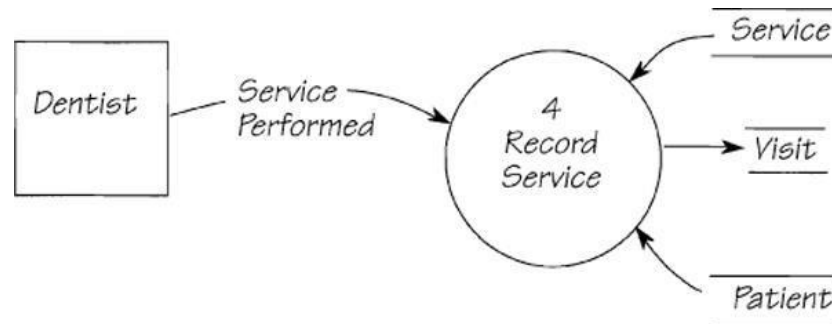 Dentist
Service
Performed
4
Record
Service
Service
Visit
Patient